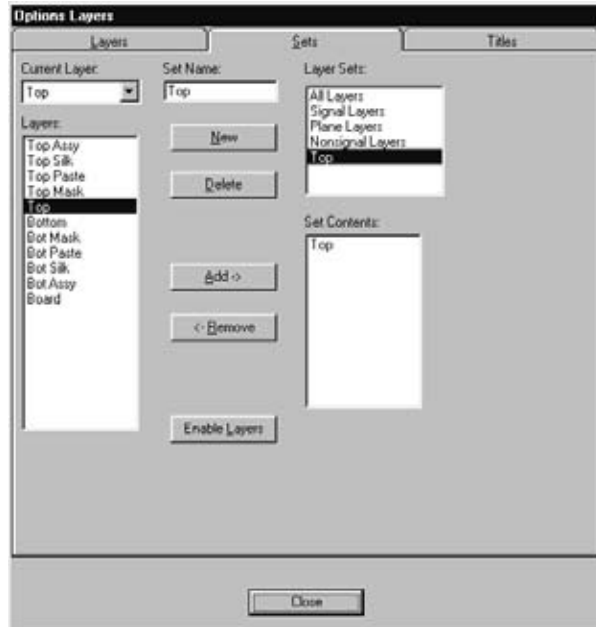 Options Layers
Layers
Sets
Titles
Current Layer:
Top
Set Name:
Top
Layer Sets:
All Layers
Signal Layers
Plane Layers
Nonsignal Layers
Top
Layers:
Top Assy
Top Silk
Top Paste
Top Mask
Top
Bottom
Bot Mask
Bot Paste
Bot Silk
Bot Assy
Board
New
Delete
Add ->
<- Remove
Enable Layers
Set Contents:
Top
Close